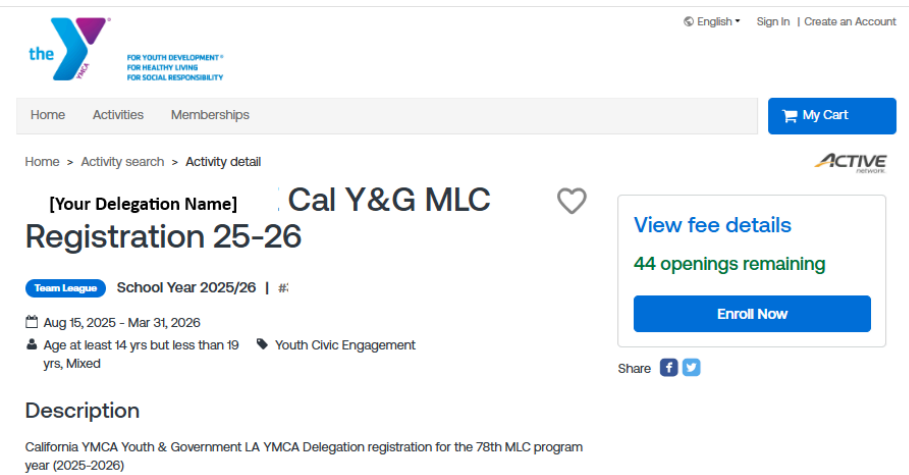 English
Sign In | Create an Account
the
YMCA
FOR YOUTH DEVELOPMENT®
FOR HEALTHY LIVING
FOR SOCIAL RESPONSIBILITY
Home Activities Memberships
My Cart
Home > Activity search > Activity detail
ACTIVE
network
[Your Delegation Name] Cal Y&G MLC
Registration 25-26
Team League School Year 2025/26 | #
Aug 15, 2025 - Mar 31, 2026
Age at least 14 yrs but less than 19
yrs, Mixed
Youth Civic Engagement
View fee details
44 openings remaining
Enroll Now
Share
Description
California YMCA Youth & Government LA YMCA Delegation registration for the 78th MLC program
year (2025-2026)